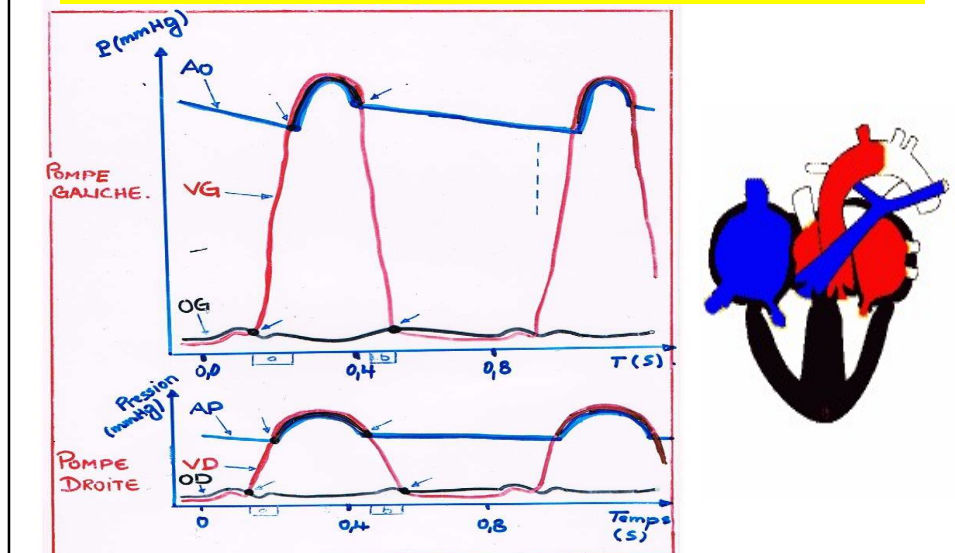 P(mmHg)
AO
POMPE
GAUCHE.
VG
OG
0,0
0,4
0,8
T(S)
a
b
Pression
(mmHg)
AP
POMPE
DROITE
VD
OD
0
0,4
0,8
Temps
(S)
a
b